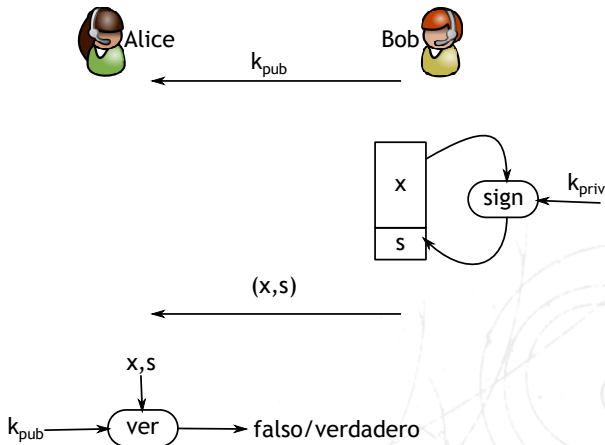 Alice
Bob
k_pub
x
sign
k_priv
s
(x,s)
x,s
k_pub
ver
falso/verdadero